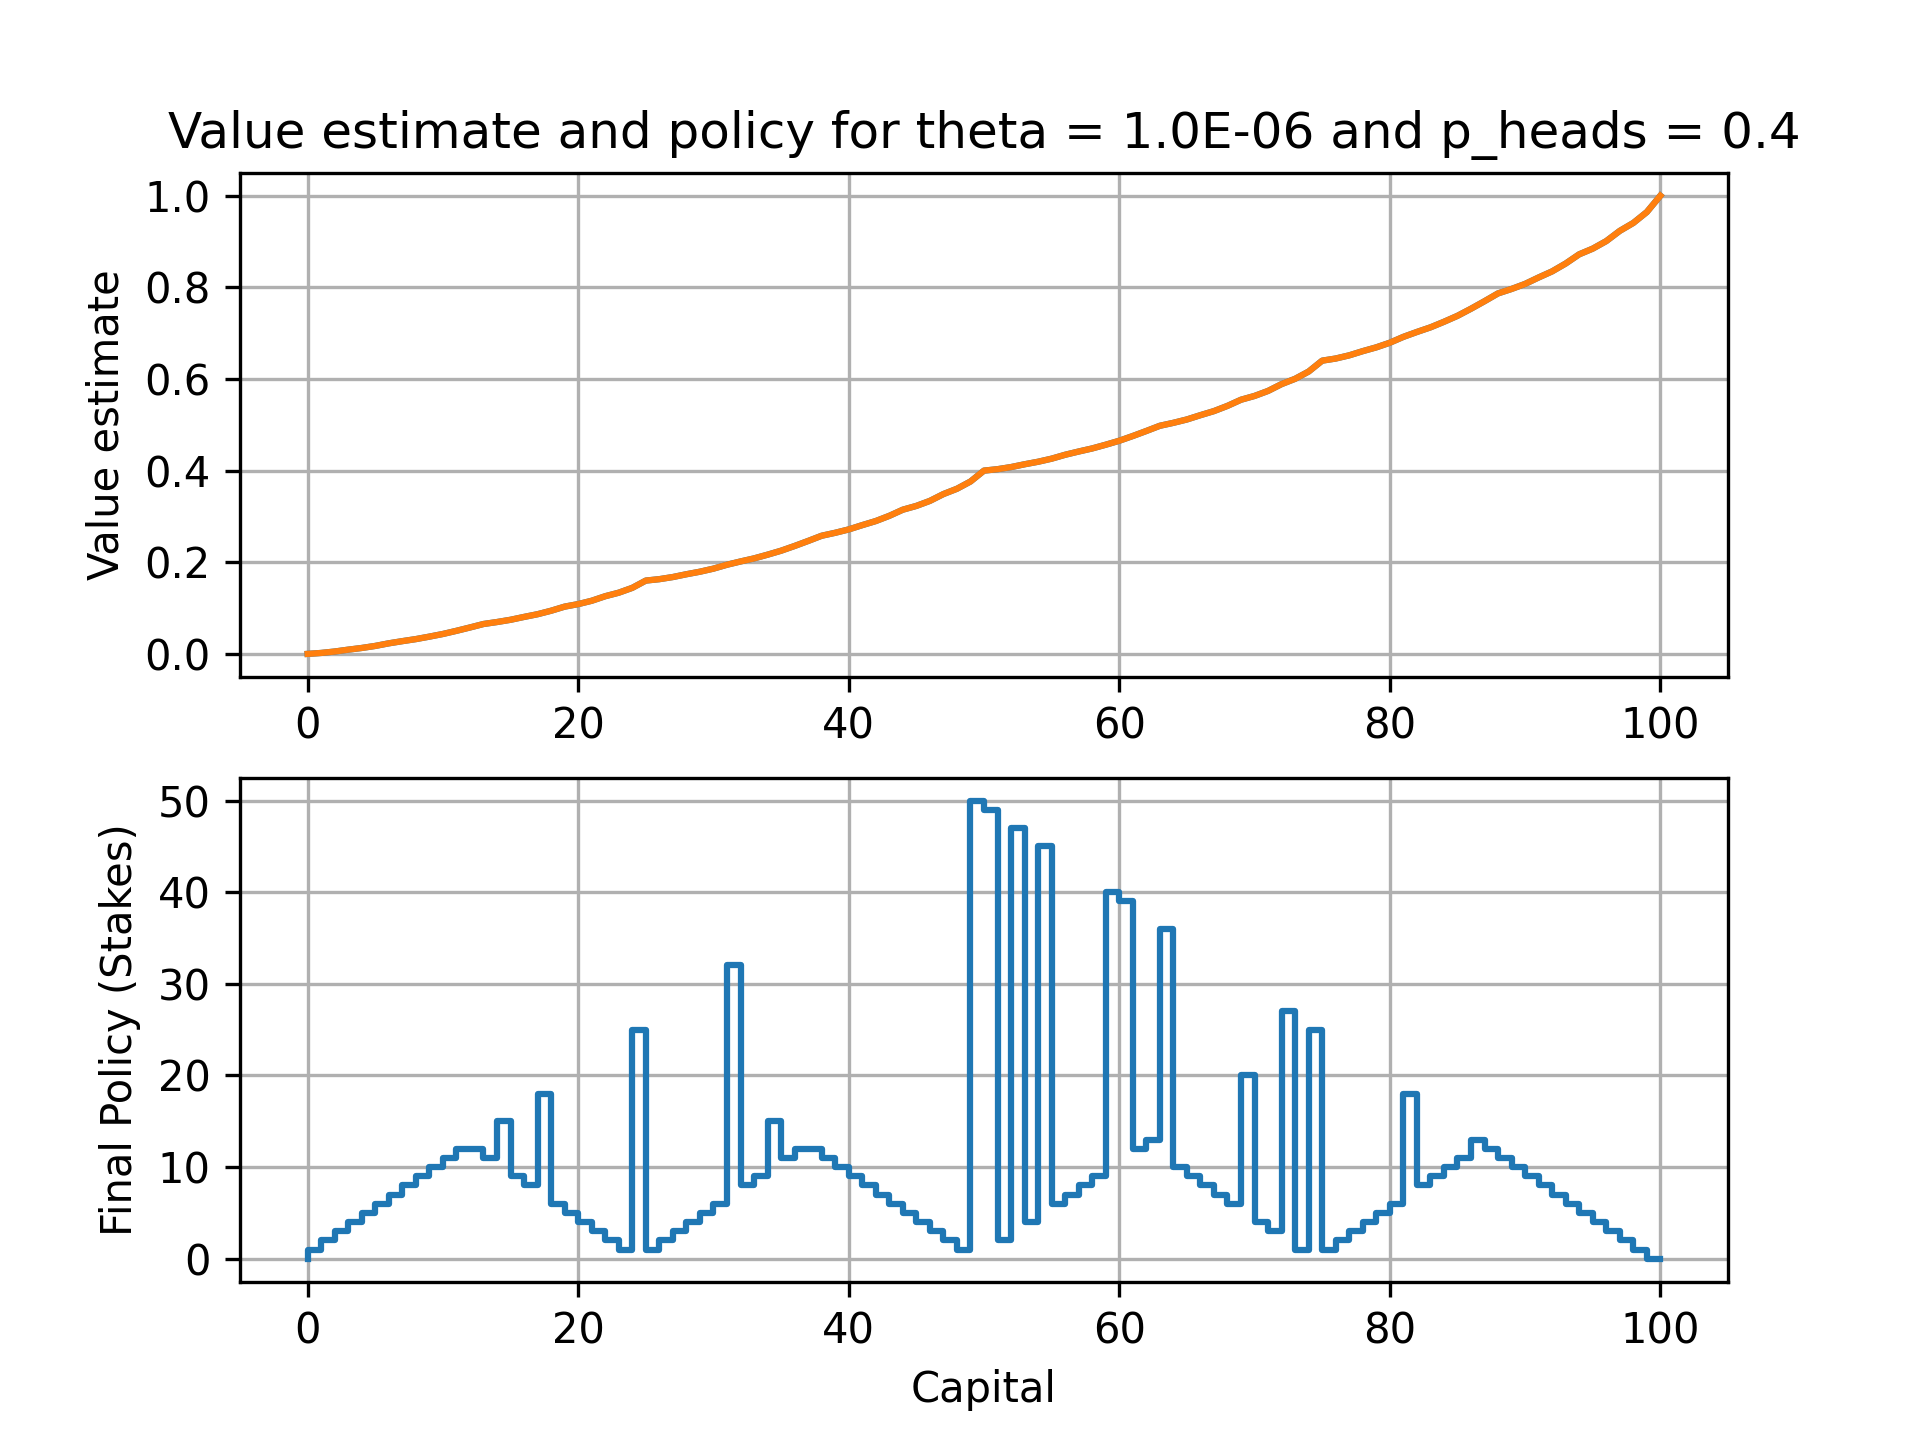 Value estimate and policy for theta = 1.0E-06 and p_heads = 0.4
Value estimate
1.0
0.8
0.6
0.4
0.2
0.0
0 20 40 60 80 100
Final Policy (Stakes)
50
40
30
20
10
0
0 20 40 60 80 100
Capital